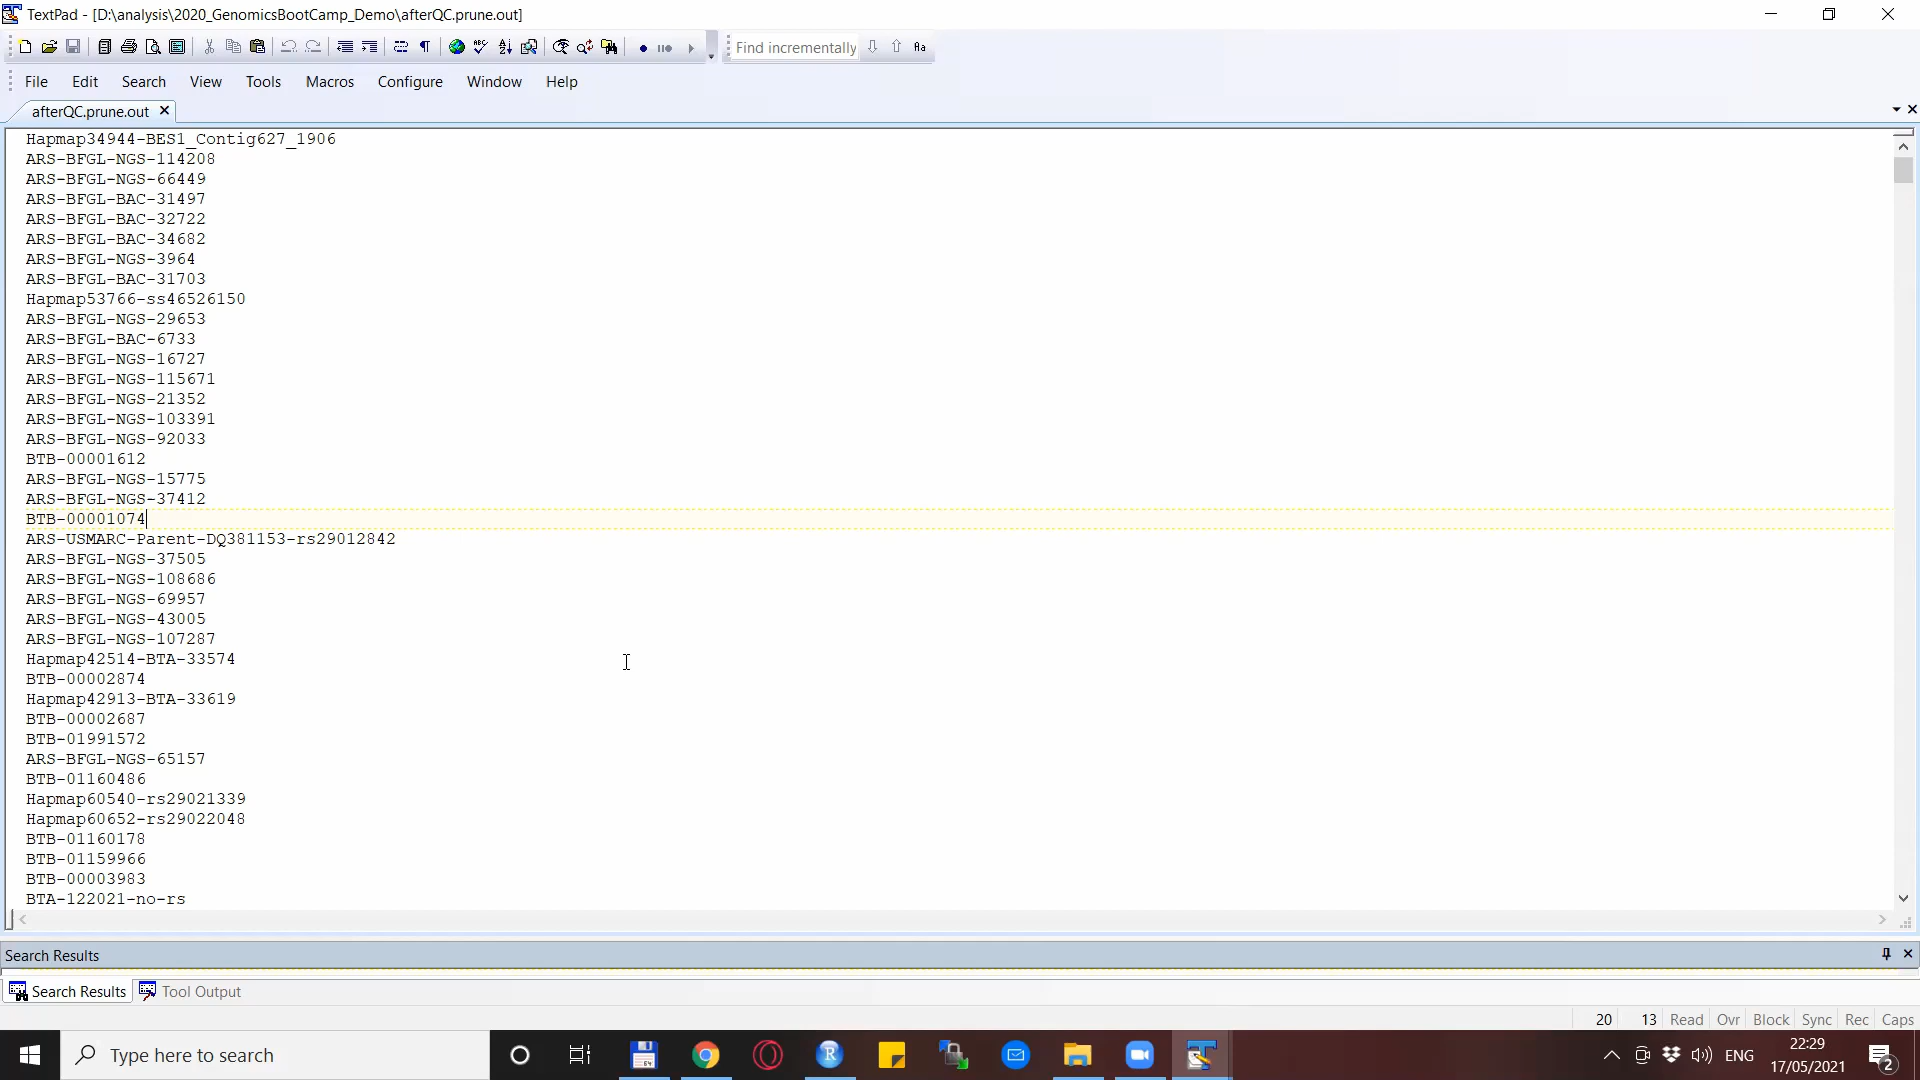 TextPad - [D:\analysis\2020_GenomicsBootCamp_Demo\afterQC.prune.out]
Find incrementally
File Edit Search View Tools Macros Configure Window Help
afterQC.prune.out
Hapmap34944-BES1_Contig627_1906
ARS-BFGL-NGS-114208
ARS-BFGL-NGS-66449
ARS-BFGL-BAC-31497
ARS-BFGL-BAC-32722
ARS-BFGL-BAC-34682
ARS-BFGL-NGS-3964
ARS-BFGL-BAC-31703
Hapmap53766-ss46526150
ARS-BFGL-NGS-29653
ARS-BFGL-BAC-6733
ARS-BFGL-NGS-16727
ARS-BFGL-NGS-115671
ARS-BFGL-NGS-21352
ARS-BFGL-NGS-103391
ARS-BFGL-NGS-92033
BTB-00001612
ARS-BFGL-NGS-15775
ARS-BFGL-NGS-37412
BTB-00001074
ARS-USMARC-Parent-DQ381153-rs29012842
ARS-BFGL-NGS-37505
ARS-BFGL-NGS-108686
ARS-BFGL-NGS-69957
ARS-BFGL-NGS-43005
ARS-BFGL-NGS-107287
Hapmap42514-BTA-33574
BTB-00002874
Hapmap42913-BTA-33619
BTB-00002687
BTB-01991572
ARS-BFGL-NGS-65157
BTB-01160486
Hapmap60540-rs29021339
Hapmap60652-rs29022048
BTB-01160178
BTB-01159966
BTB-00003983
BTA-122021-no-rs
Search Results
Search Results Tool Output
20 13 Read Ovr Block Sync Rec Caps
Type here to search
ENG
22:29
17/05/2021
2